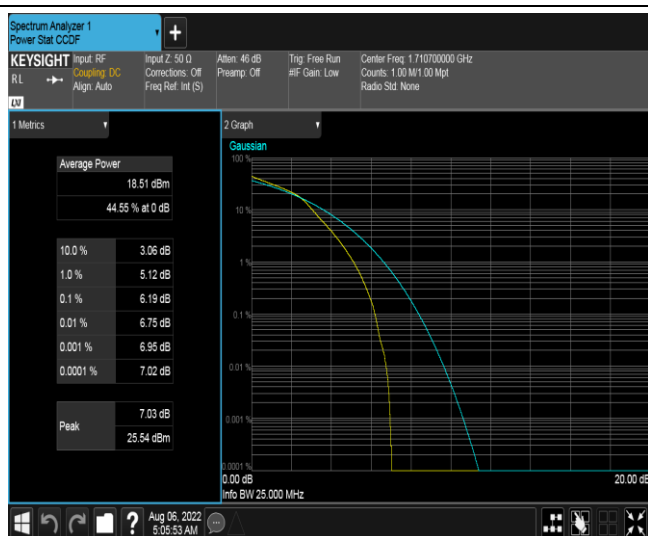 Spectrum Analyzer 1
Power Stat CCDF
+
KEYSIGHT
RL
LXI
Input: RF
Coupling: DC
Align: Auto
Input Z: 50 Ω
Corrections: Off
Freq Ref: Int (S)
Atten: 46 dB
Preamp: Off
Trig: Free Run
#IF Gain: Low
Center Freq: 1.710700000 GHz
Counts: 1.00 M/1.00 Mpt
Radio Std: None
1 Metrics
Average Power
18.51 dBm
44.55 % at 0 dB
10.0 % 3.06 dB
1.0 % 5.12 dB
0.1 % 6.19 dB
0.01 % 6.75 dB
0.001 % 6.95 dB
0.0001 % 7.02 dB
Peak
7.03 dB
25.54 dBm
2 Graph
Gaussian
100 %
10 %
1 %
0.1 %
0.01 %
0.001 %
0.0001 %
0.00 dB
20.00 dB
Info BW 25.000 MHz
?
Aug 06, 2022
5:05:53 AM